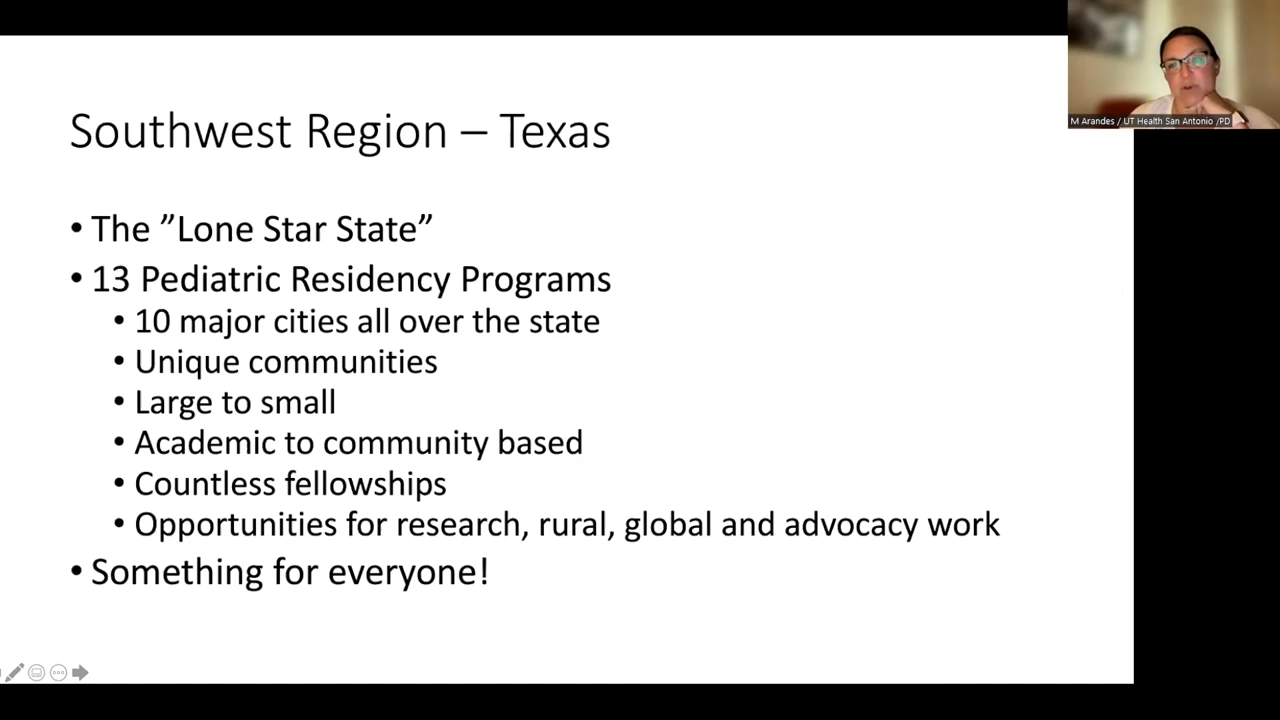 M Arandes / UT Health San Antonio /PD
Southwest Region – Texas
• The ”Lone Star State”
• 13 Pediatric Residency Programs
• 10 major cities all over the state
• Unique communities
• Large to small
• Academic to community based
• Countless fellowships
• Opportunities for research, rural, global and advocacy work
• Something for everyone!